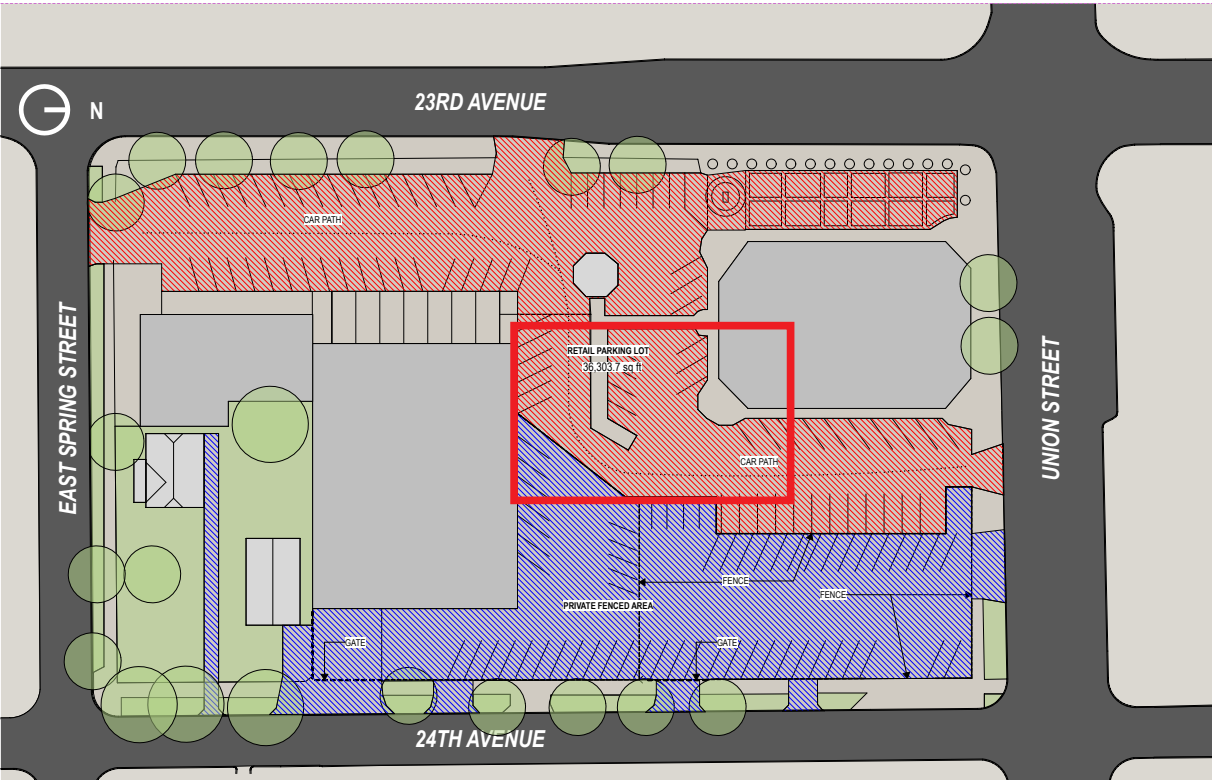 23RD AVENUE
N
CAR PATH
EAST SPRING STREET
UNION STREET
RETAIL PARKING LOT
36,303.7 sq ft
CAR PATH
FENCE
FENCE
PRIVATE FENCED AREA
GATE
GATE
24TH AVENUE